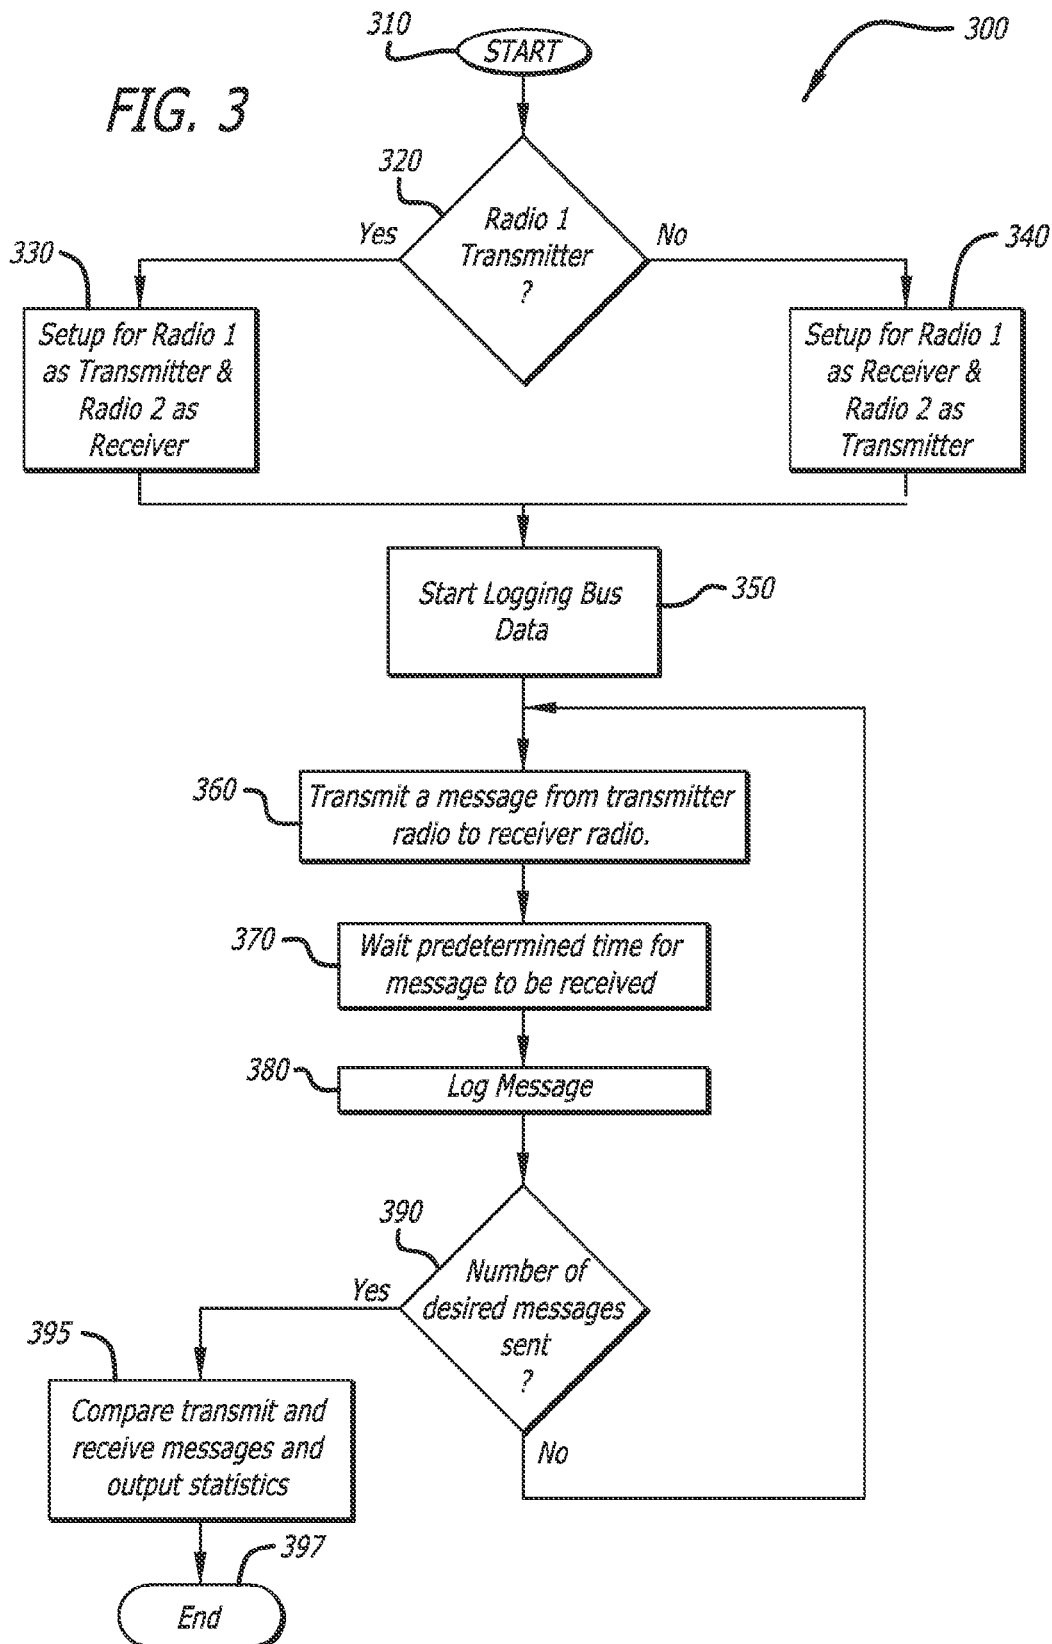 310
START
300
FIG. 3
320
Radio 1
Transmitter
?
Yes
No
330
340
Setup for Radio 1
as Transmitter &
Radio 2 as
Receiver
Setup for Radio 1
as Receiver &
Radio 2 as
Transmitter
Start Logging Bus
Data
350
360
Transmit a message from transmitter
radio to receiver radio.
370
Wait predetermined time for
message to be received
380
Log Message
390
Number of
desired messages
sent
?
Yes
No
395
Compare transmit and
receive messages and
output statistics
397
End